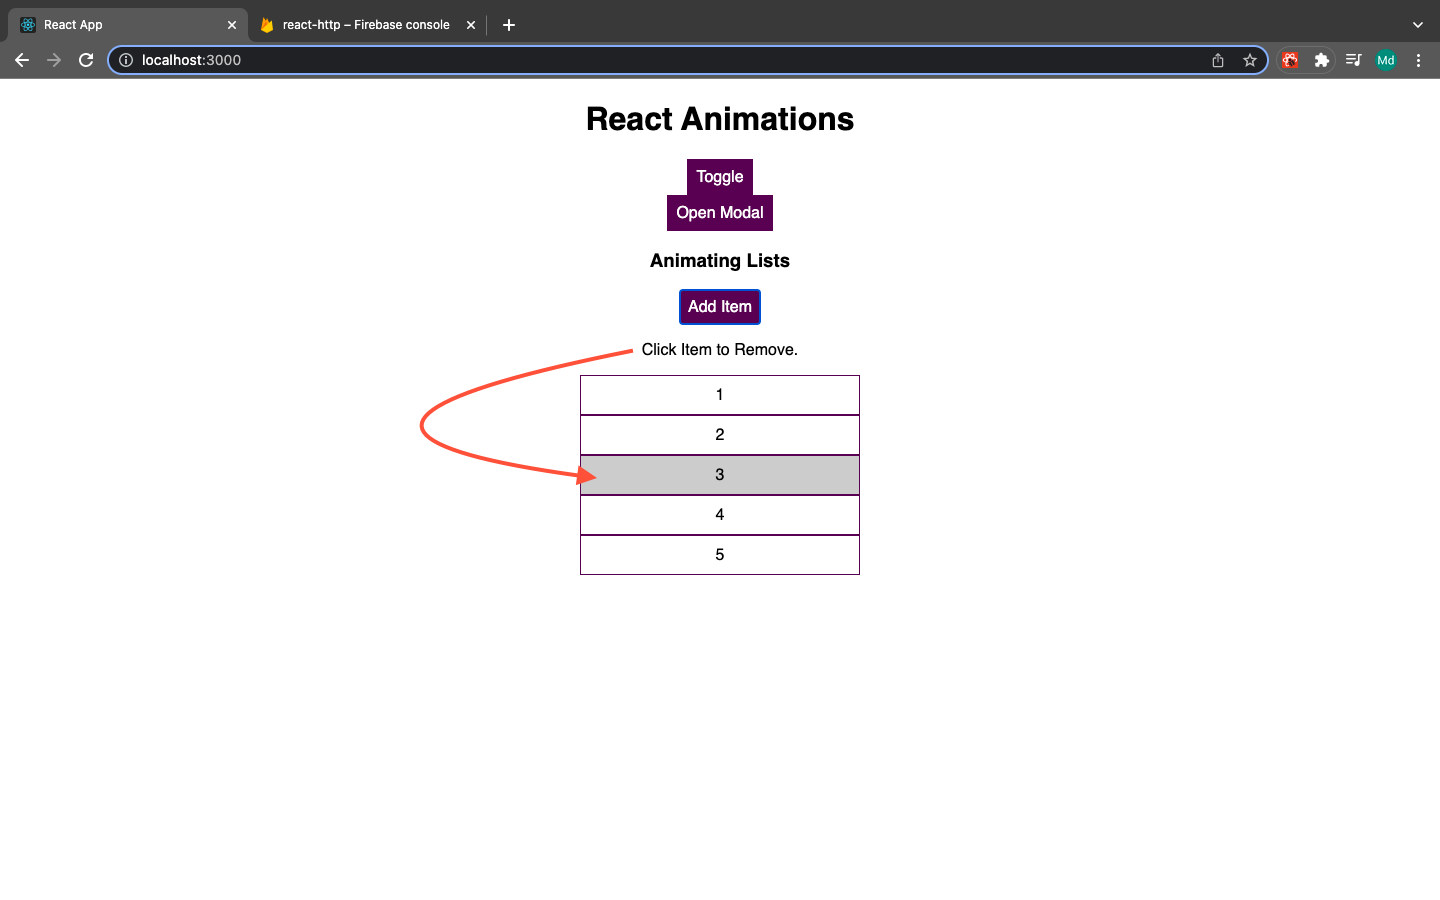 React App
react-http – Firebase console
localhost:3000
Md
React Animations
Toggle
Open Modal
Animating Lists
Add Item
Click Item to Remove.
1
2
3
4
5